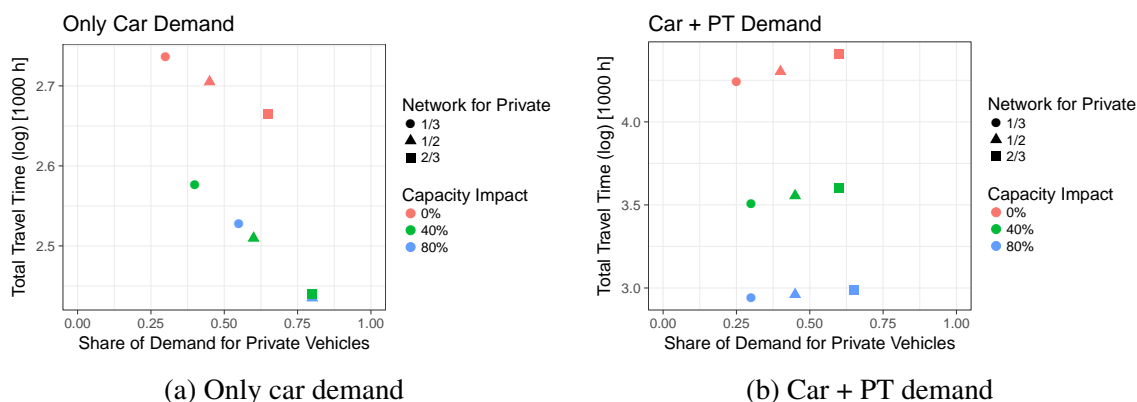 Only Car Demand
Total Travel Time (log) [1000 h]
2.7
2.6
2.5
0.00 0.25 0.50 0.75 1.00
Share of Demand for Private Vehicles
Network for Private
1/3
1/2
2/3
Capacity Impact
0%
40%
80%
(a) Only car demand
Car + PT Demand
Total Travel Time (log) [1000 h]
4.0
3.5
3.0
0.00 0.25 0.50 0.75 1.00
Share of Demand for Private Vehicles
Network for Private
1/3
1/2
2/3
Capacity Impact
0%
40%
80%
(b) Car + PT demand